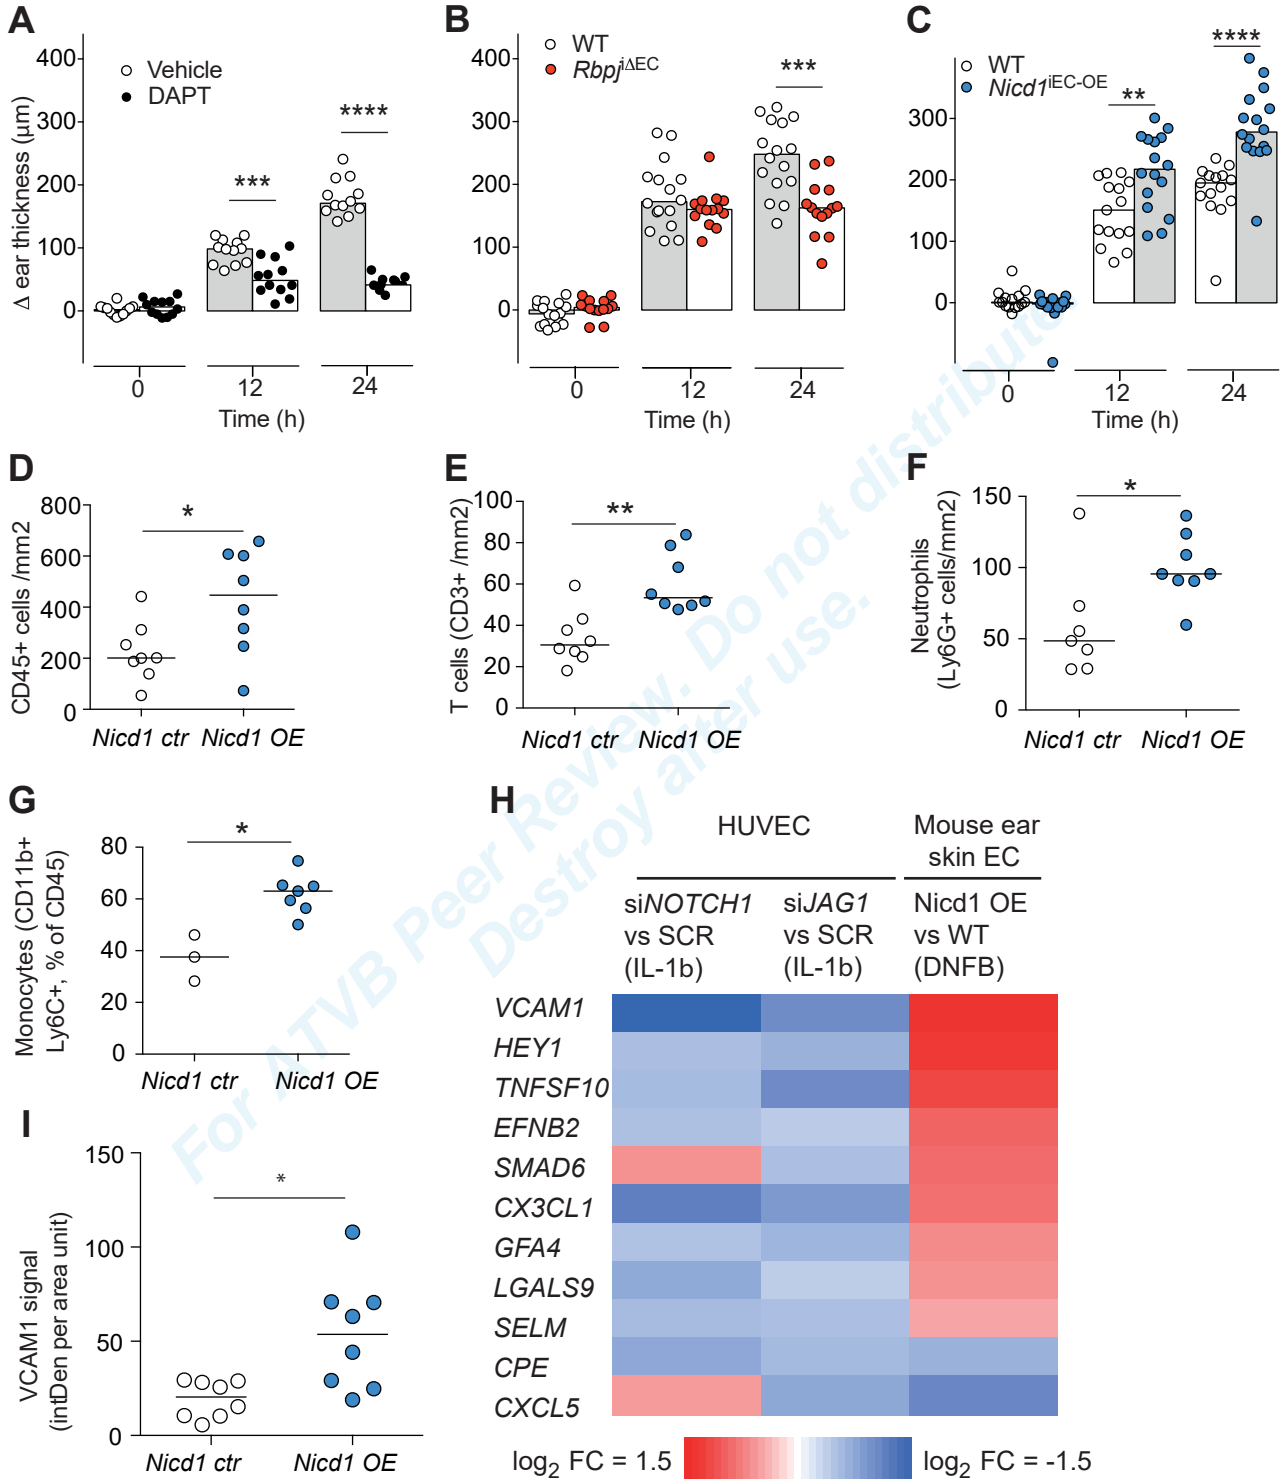 A
Δ ear thickness (µm)
400
300
200
100
0
Vehicle
DAPT
***
****
0
12
24
Time (h)
B
400
300
200
100
0
WT
Rbpj^iΔEC
***
0
12
24
Time (h)
C
300
200
100
0
WT
Nicd1^iEC-OE
**
****
0
12
24
Time (h)
D
CD45+ cells /mm2
800
600
400
200
0
*
Nicd1 ctr
Nicd1 OE
E
T cells (CD3+ /mm2)
100
80
60
40
20
0
**
Nicd1 ctr
Nicd1 OE
F
Neutrophils
(Ly6G+ cells/mm2)
150
100
50
0
*
Nicd1 ctr
Nicd1 OE
G
Monocytes (CD11b+
Ly6C+, % of CD45)
80
60
40
20
0
*
Nicd1 ctr
Nicd1 OE
H
HUVEC
Mouse ear
skin EC
siNOTCH1
vs SCR
(IL-1b)
siJAG1
vs SCR
(IL-1b)
Nicd1 OE
vs WT
(DNFB)
VCAM1
HEY1
TNFSF10
EFNB2
SMAD6
CX3CL1
GFA4
LGALS9
SELM
CPE
CXCL5
log2 FC = 1.5
log2 FC = -1.5
I
VCAM1 signal
(intDen per area unit)
150
100
50
0
*
Nicd1 ctr
Nicd1 OE
For ATVB Peer Review. Do not distribute.
Destroy after use.